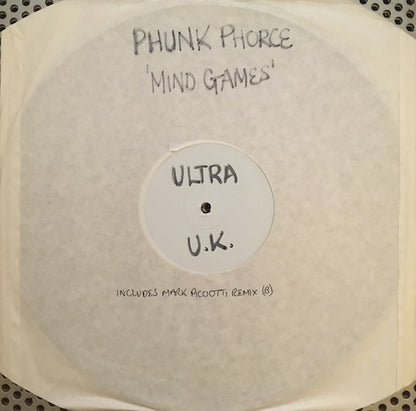 PHUNK PHORCE
'MIND GAMES'
ULTRA
U.K.
INCLUDES MARK PICCIOTTI REMIX (B)